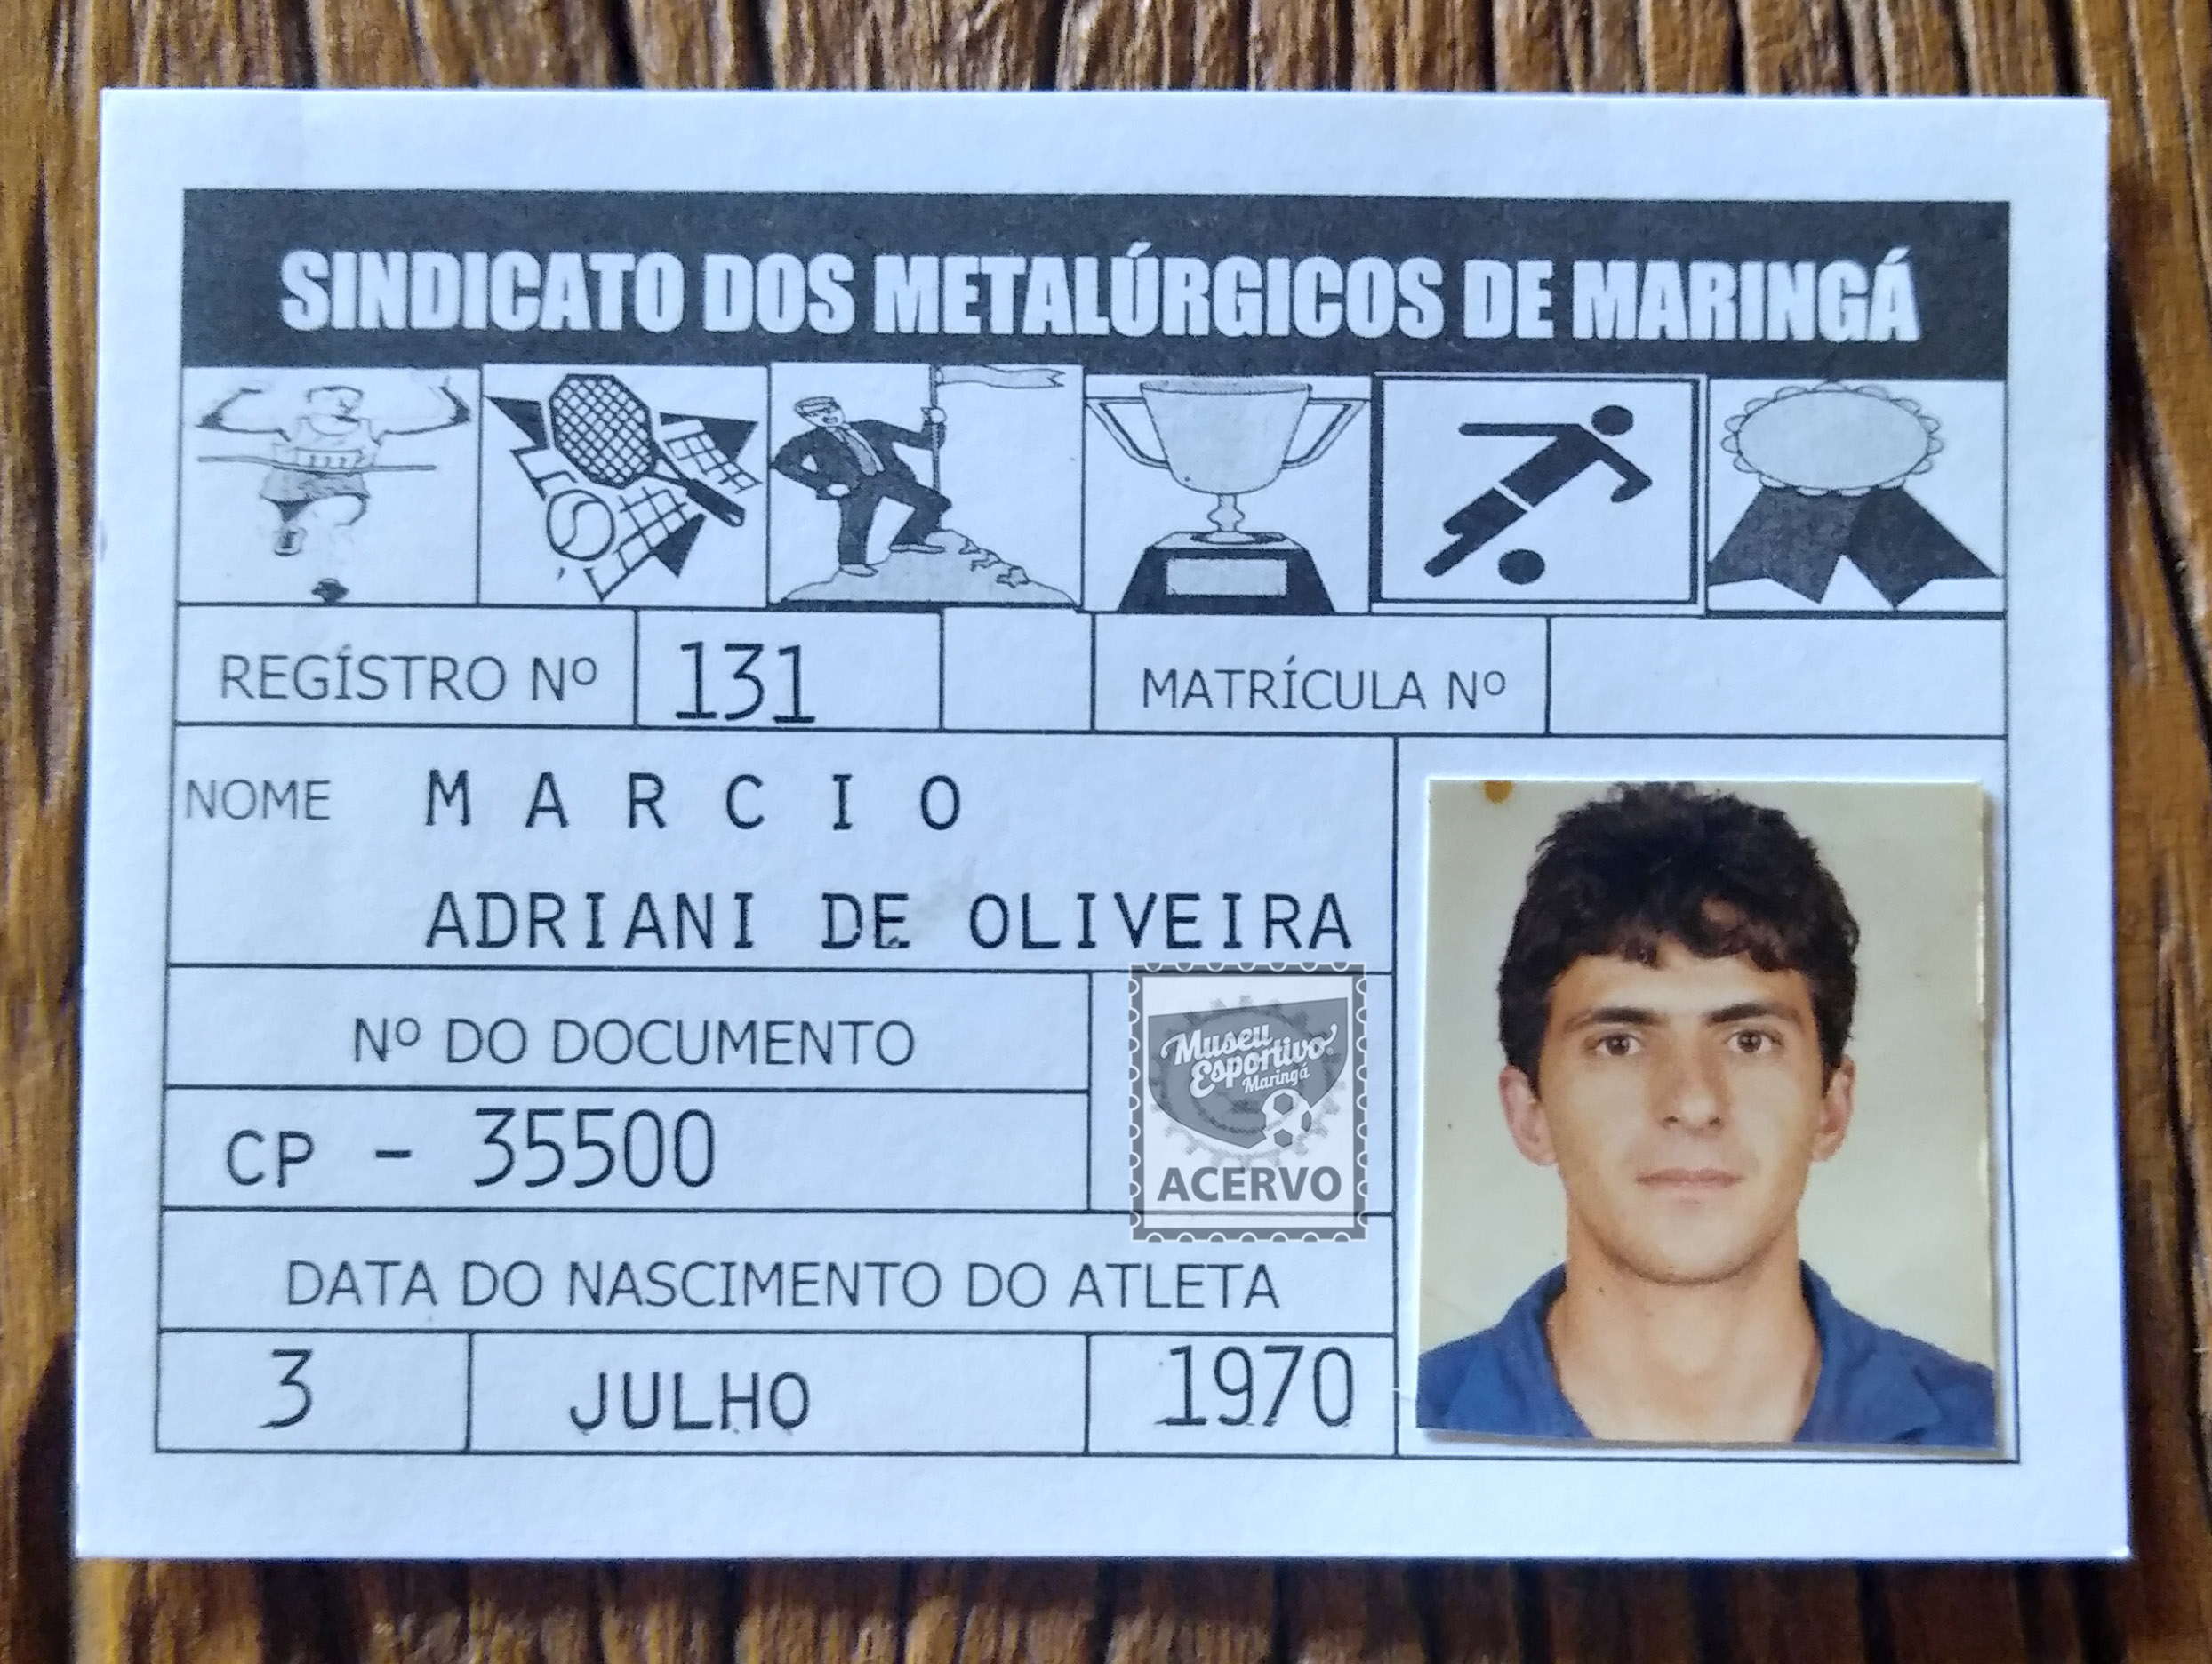 SINDICATO DOS METALÚRGICOS DE MARINGÁ
REGÍSTRO Nº 131 MATRÍCULA Nº
NOME M A R C I O
ADRIANI DE OLIVEIRA
Nº DO DOCUMENTO
CP - 35500
Museu
Esportivo
Maringá
ACERVO
DATA DO NASCIMENTO DO ATLETA
3 JULHO 1970